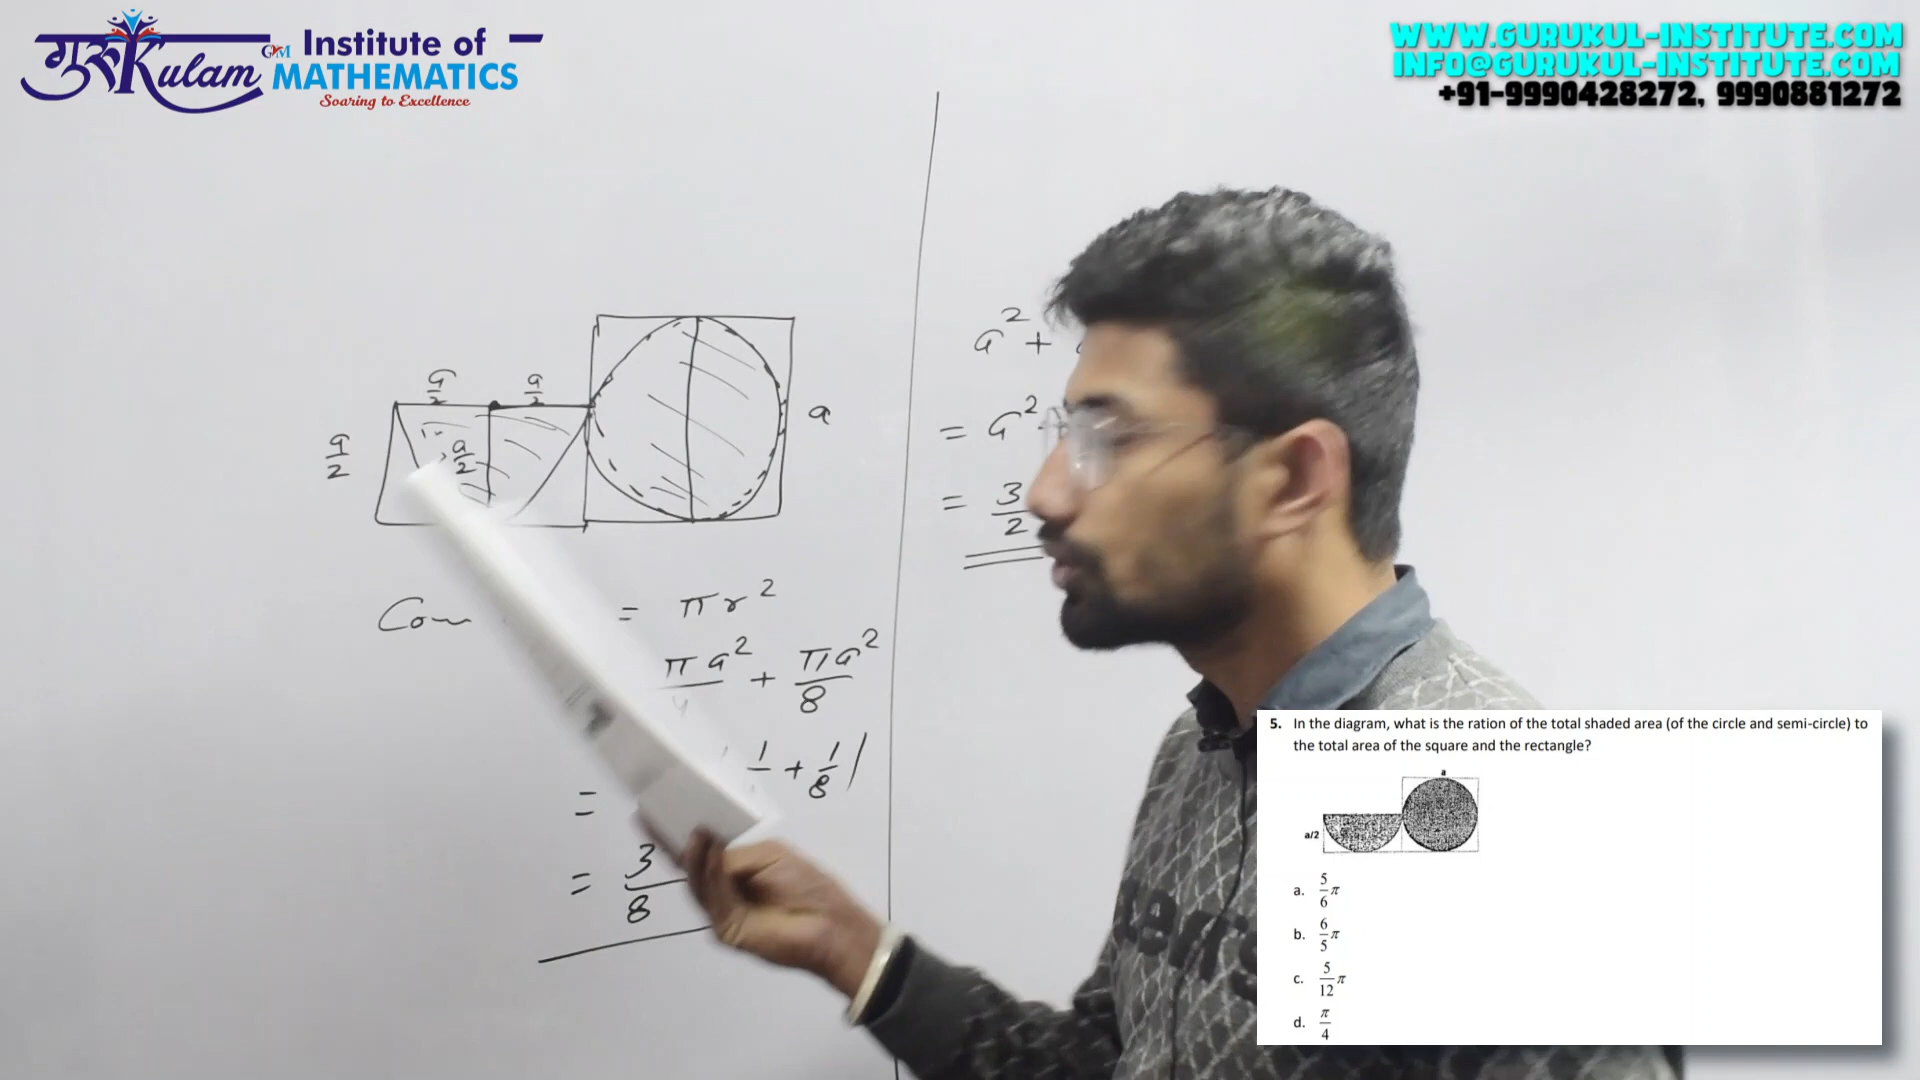 गुरुKulam GKM Institute of
MATHEMATICS
Soaring to Excellence
WWW.GURUKUL-INSTITUTE.COM
INFO@GURUKUL-INSTITUTE.COM
+91-9990428272, 9990881272
a/2 a/2
a/2 a/2 a
= πr²
πa²/4 + πa²/8
= 1/ + 1/8
= 3/8
a² +
= a² +
= 3/2
5. In the diagram, what is the ration of the total shaded area (of the circle and semi-circle) to
the total area of the square and the rectangle?
a
a/2
a. 5/6 π
b. 6/5 π
c. 5/12 π
d. π/4